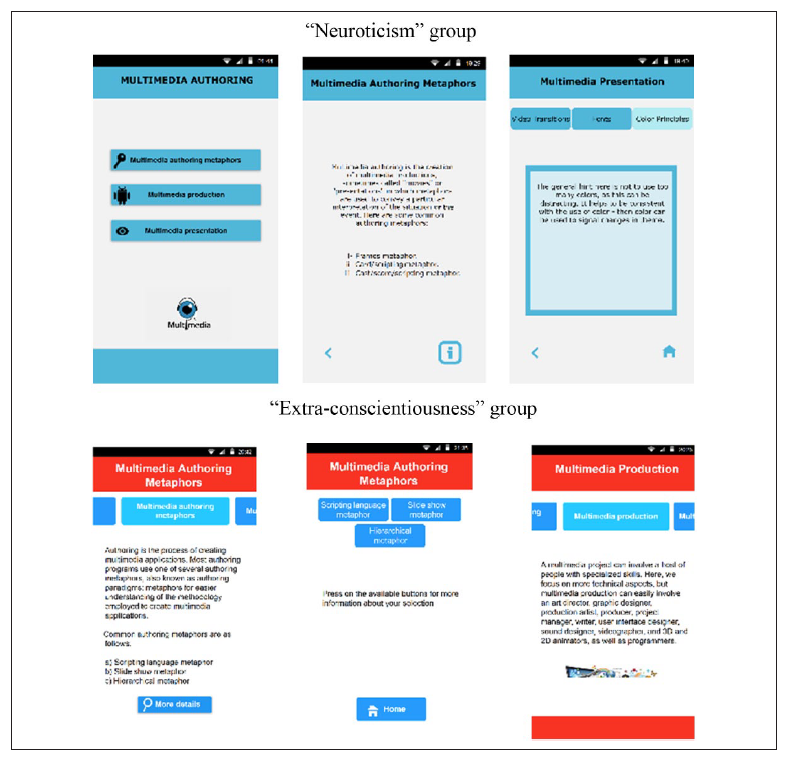 “Neuroticism” group
MULTIMEDIA AUTHORING
Multimedia authoring metaphors
Multimedia production
Multimedia presentation
Multimedia
19:29
Multimedia Authoring Metaphors
Multimedia authoring is the creation
of multimedia productions,
sometimes called "movies" or
"presentations" in which metaphors
are used to convey a particular
interpretation of the situation or the
event. Here are some common
authoring metaphors:
Frames metaphor.
Card/scripting metaphor.
Cast/score/scripting metaphor.
Multimedia Presentation
Video Transitions
Fonts
Color Principles
The general hint here is not to use too
many colors, as this can be
distracting. It helps to be consistent
with the use of color - then color can
be used to signal changes in theme.
“Extra-conscientiousness” group
20:42
Multimedia Authoring
Metaphors
Multimedia authoring
metaphors
Mu
Authoring is the process of creating
multimedia applications. Most authoring
programs use one of several authoring
metaphors, also known as authoring
paradigms: metaphors for easier
understanding of the methodology
employed to create multimedia
applications.
Common authoring metaphors are as
follows.
a) Scripting language metaphor
b) Slide show metaphor
c) Hierarchical metaphor
More details
Multimedia Authoring
Metaphors
Scripting language
metaphor
Slide show
metaphor
Hierarchical
metaphor
Press on the available buttons for more
information about your selection
Home
Multimedia Production
ng
Multimedia production
Mult
A multimedia project can involve a host of
people with specialized skills. Here, we
focus on more technical aspects, but
multimedia production can easily involve
an art director, graphic designer,
production artist, producer, project
manager, writer, user interface designer,
sound designer, videographer, and 3D and
2D animators, as well as programmers.